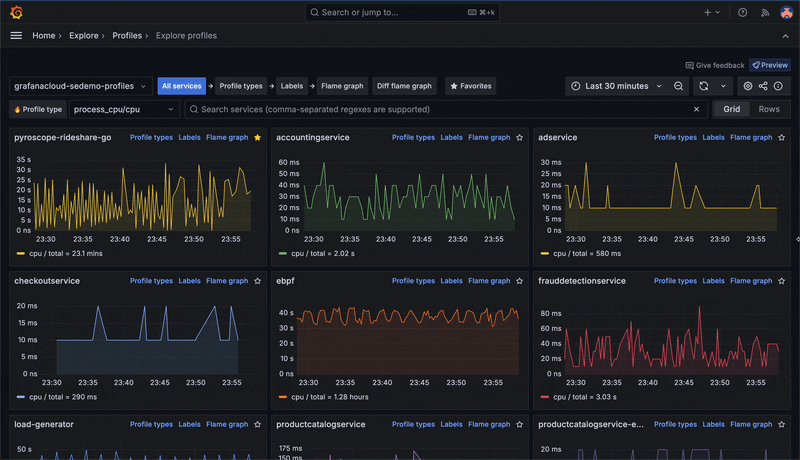 Search or jump to... ⌘+k
Home › Explore › Profiles › Explore profiles
Give feedback Preview
grafanacloud-sedemo-profiles All services → Profile types → Labels → Flame graph Diff flame graph Favorites Last 30 minutes
Profile type process_cpu/cpu Search services (comma-separated regexes are supported) Grid Rows
pyroscope-rideshare-go Profile types Labels Flame graph
35 s
30 s
25 s
20 s
15 s
10 s
5 s
0 ns
23:30 23:35 23:40 23:45 23:50 23:55
cpu / total = 23.1 mins
accountingservice Profile types Labels Flame graph
60 ms
50 ms
40 ms
30 ms
20 ms
10 ms
0 ns
23:30 23:35 23:40 23:45 23:50 23:55
cpu / total = 2.02 s
adservice Profile types Labels Flame graph
30 ms
25 ms
20 ms
15 ms
10 ms
5 ms
0 ns
23:30 23:35 23:40 23:45 23:50 23:55
cpu / total = 580 ms
checkoutservice Profile types Labels Flame graph
20 ms
15 ms
10 ms
5 ms
0 ns
23:30 23:35 23:40 23:45 23:50 23:55
cpu / total = 290 ms
ebpf Profile types Labels Flame graph
40 s
30 s
20 s
10 s
0 ns
23:30 23:35 23:40 23:45 23:50 23:55
cpu / total = 1.28 hours
frauddetectionservice Profile types Labels Flame graph
80 ms
60 ms
40 ms
20 ms
0 ns
23:30 23:35 23:40 23:45 23:50 23:55
cpu / total = 3.03 s
load-generator Profile types Labels Flame graph
50 s
productcatalogservice Profile types Labels Flame graph
175 ms
150 ms
productcatalogservice-e... Profile types Labels Flame graph
20 ms